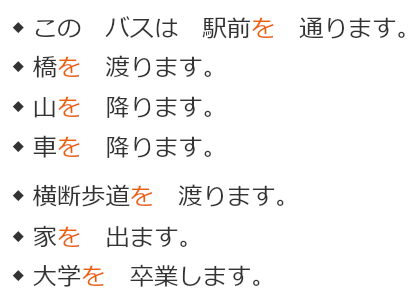 ◆ この　バスは　駅前を　通ります。
◆ 橋を　渡ります。
◆ 山を　降ります。
◆ 車を　降ります。
◆ 横断歩道を　渡ります。
◆ 家を　出ます。
◆ 大学を　卒業します。